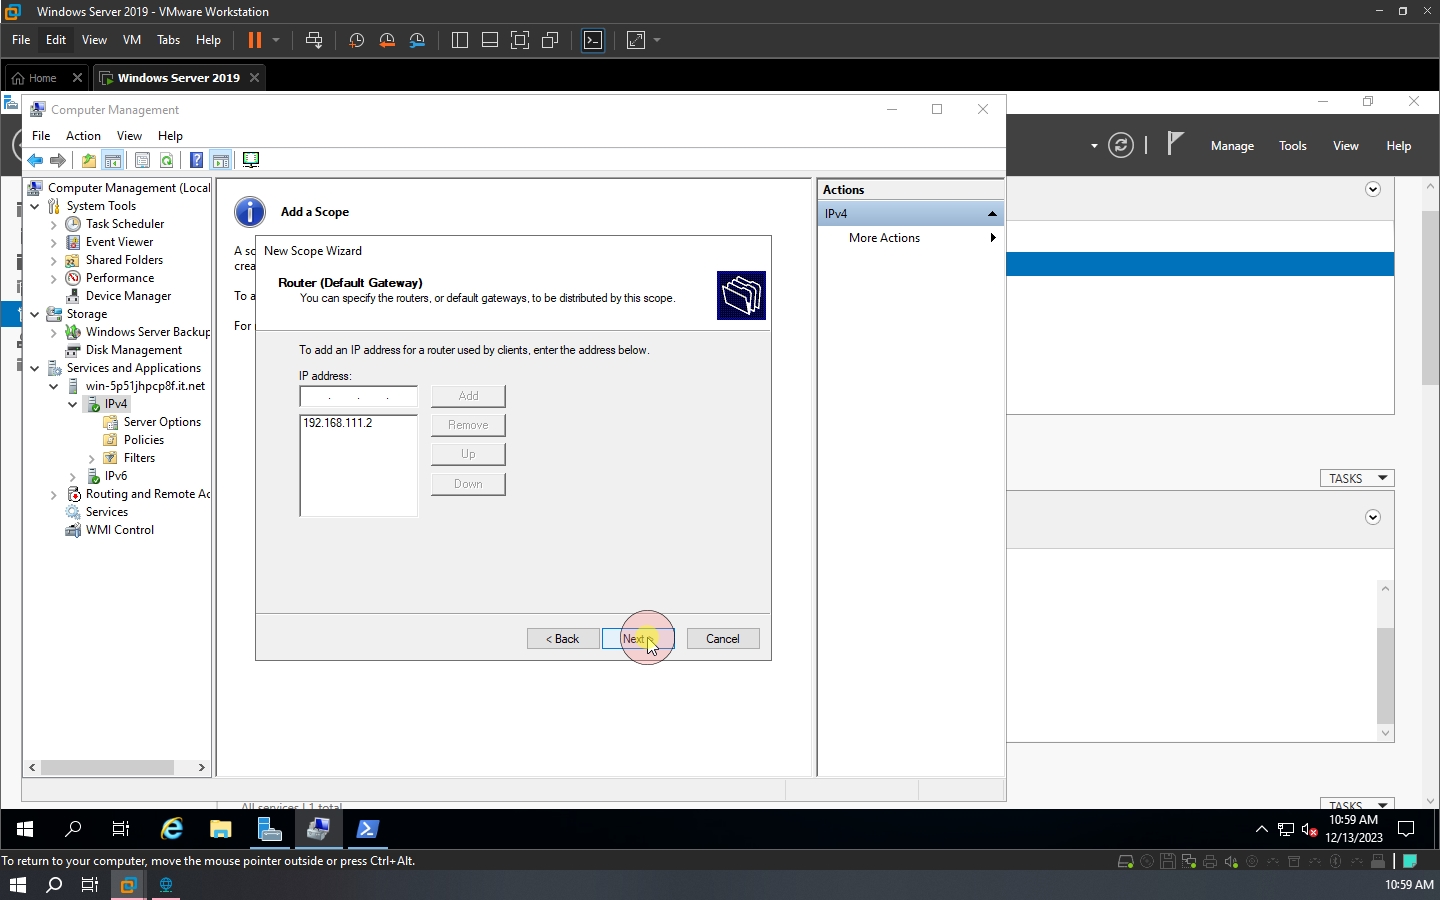 Windows Server 2019 - VMware Workstation
File Edit View VM Tabs Help
Home
Windows Server 2019
Computer Management
File Action View Help
Manage Tools View Help
Computer Management (Local
System Tools
Task Scheduler
Event Viewer
Shared Folders
Performance
Device Manager
Storage
Windows Server Backup
Disk Management
Services and Applications
win-5p51jhpcp8f.it.net
IPv4
Server Options
Policies
Filters
IPv6
Routing and Remote Ac
Services
WMI Control
Add a Scope
A sc
crea
To a
For
New Scope Wizard
Router (Default Gateway)
You can specify the routers, or default gateways, to be distributed by this scope.
To add an IP address for a router used by clients, enter the address below.
IP address:
. . .
Add
192.168.111.2
Remove
Up
Down
< Back
Next >
Cancel
Actions
IPv4
More Actions
TASKS
TASKS
All services | 1 total
10:59 AM
12/13/2023
To return to your computer, move the mouse pointer outside or press Ctrl+Alt.
10:59 AM